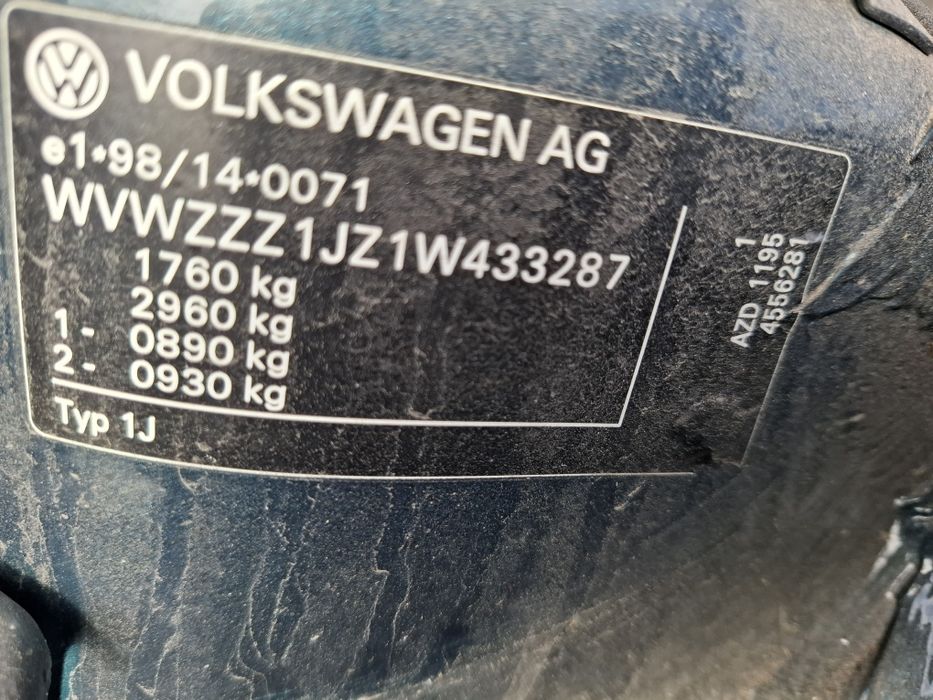 VOLKSWAGEN AG
e1*98/14*0071
WVWZZZ1JZ1W433287
1760 kg
2960 kg
1- 0890 kg
2- 0930 kg
Typ 1J
AZD 1195 1
4556281